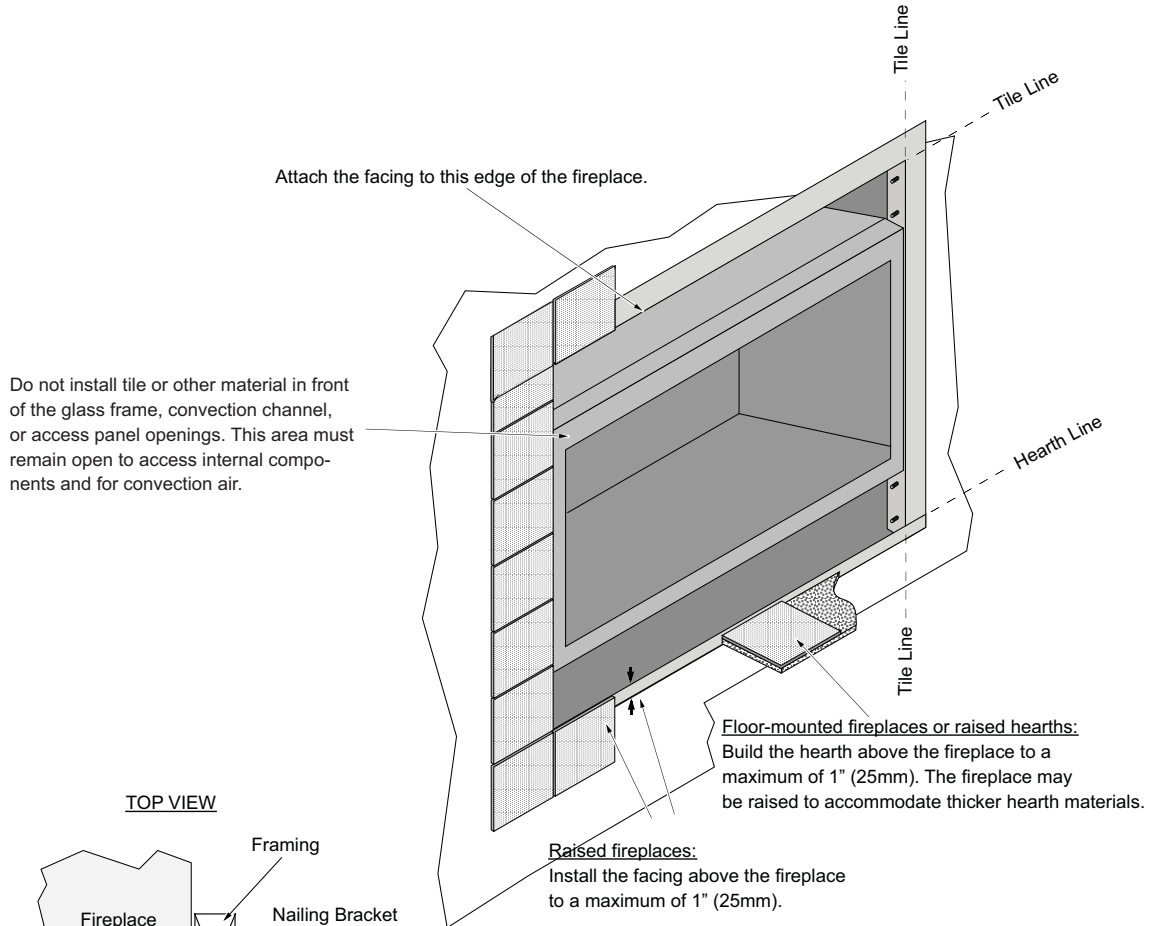 Tile Line
Tile Line
Attach the facing to this edge of the fireplace.
Do not install tile or other material in front
of the glass frame, convection channel,
or access panel openings. This area must
remain open to access internal compo-
nents and for convection air.
Hearth Line
Tile Line
Floor-mounted fireplaces or raised hearths:
Build the hearth above the fireplace to a
maximum of 1” (25mm). The fireplace may
be raised to accommodate thicker hearth materials.
Raised fireplaces:
Install the facing above the fireplace
to a maximum of 1” (25mm).
TOP VIEW
Framing
Nailing Bracket
Fireplace